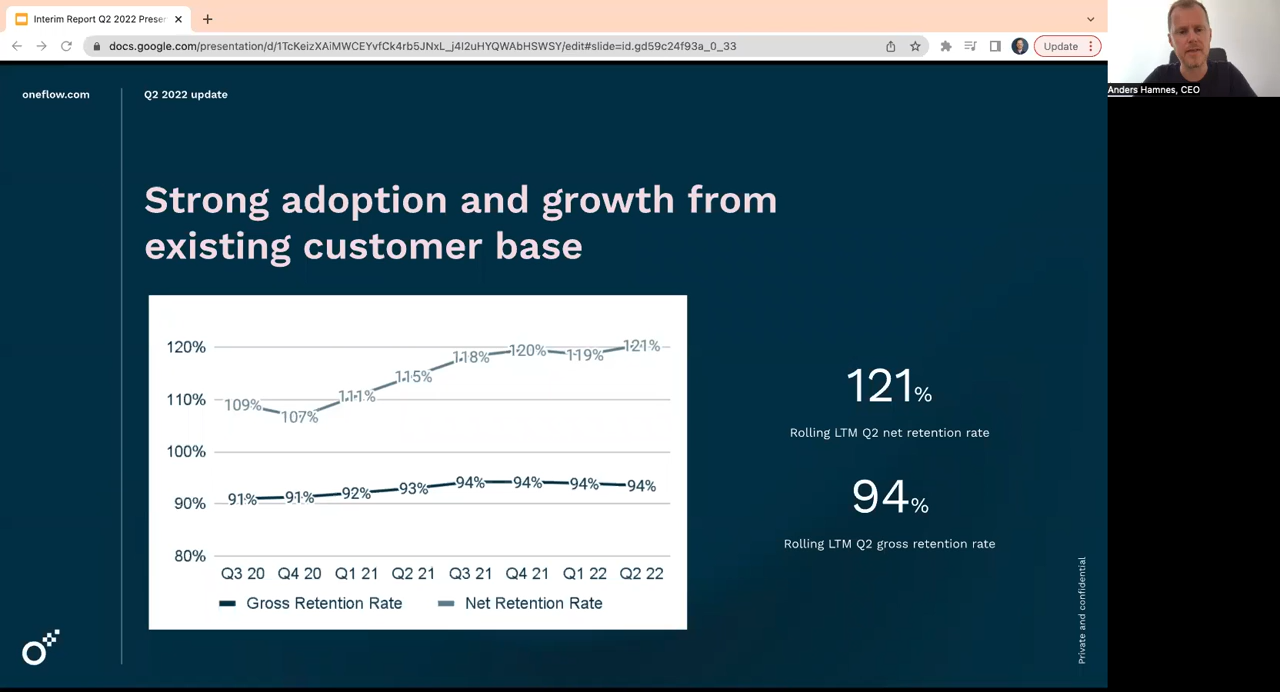 Interim Report Q2 2022 Preser
docs.google.com/presentation/d/1TcKeizXAiMWCEYvfCk4rb5JNxL_j4I2uHYQWAbHSWSY/edit#slide=id.gd59c24f93a_0_33
Update
Anders Hamnes, CEO
oneflow.com
Q2 2022 update
Strong adoption and growth from
existing customer base
120%
110%
100%
90%
80%
109%
107%
111%
115%
118%
120%
119%
121%
91%
91%
92%
93%
94%
94%
94%
94%
Q3 20
Q4 20
Q1 21
Q2 21
Q3 21
Q4 21
Q1 22
Q2 22
Gross Retention Rate
Net Retention Rate
121%
Rolling LTM Q2 net retention rate
94%
Rolling LTM Q2 gross retention rate
Private and confidential